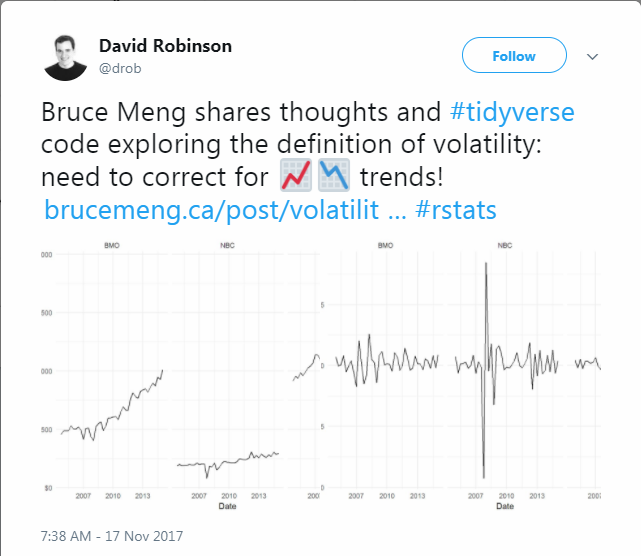 David Robinson
@drob
Follow
Bruce Meng shares thoughts and #tidyverse
code exploring the definition of volatility:
need to correct for 📈📉 trends!
brucemeng.ca/post/volatilit ... #rstats
BMO
NBC
BMO
NBC
000
500
000
500
$0
5
0
5
2007 2010 2013
2007 2010 2013
200
2007 2010 2013
2007 2010 2013
200
Date
Date
7:38 AM - 17 Nov 2017